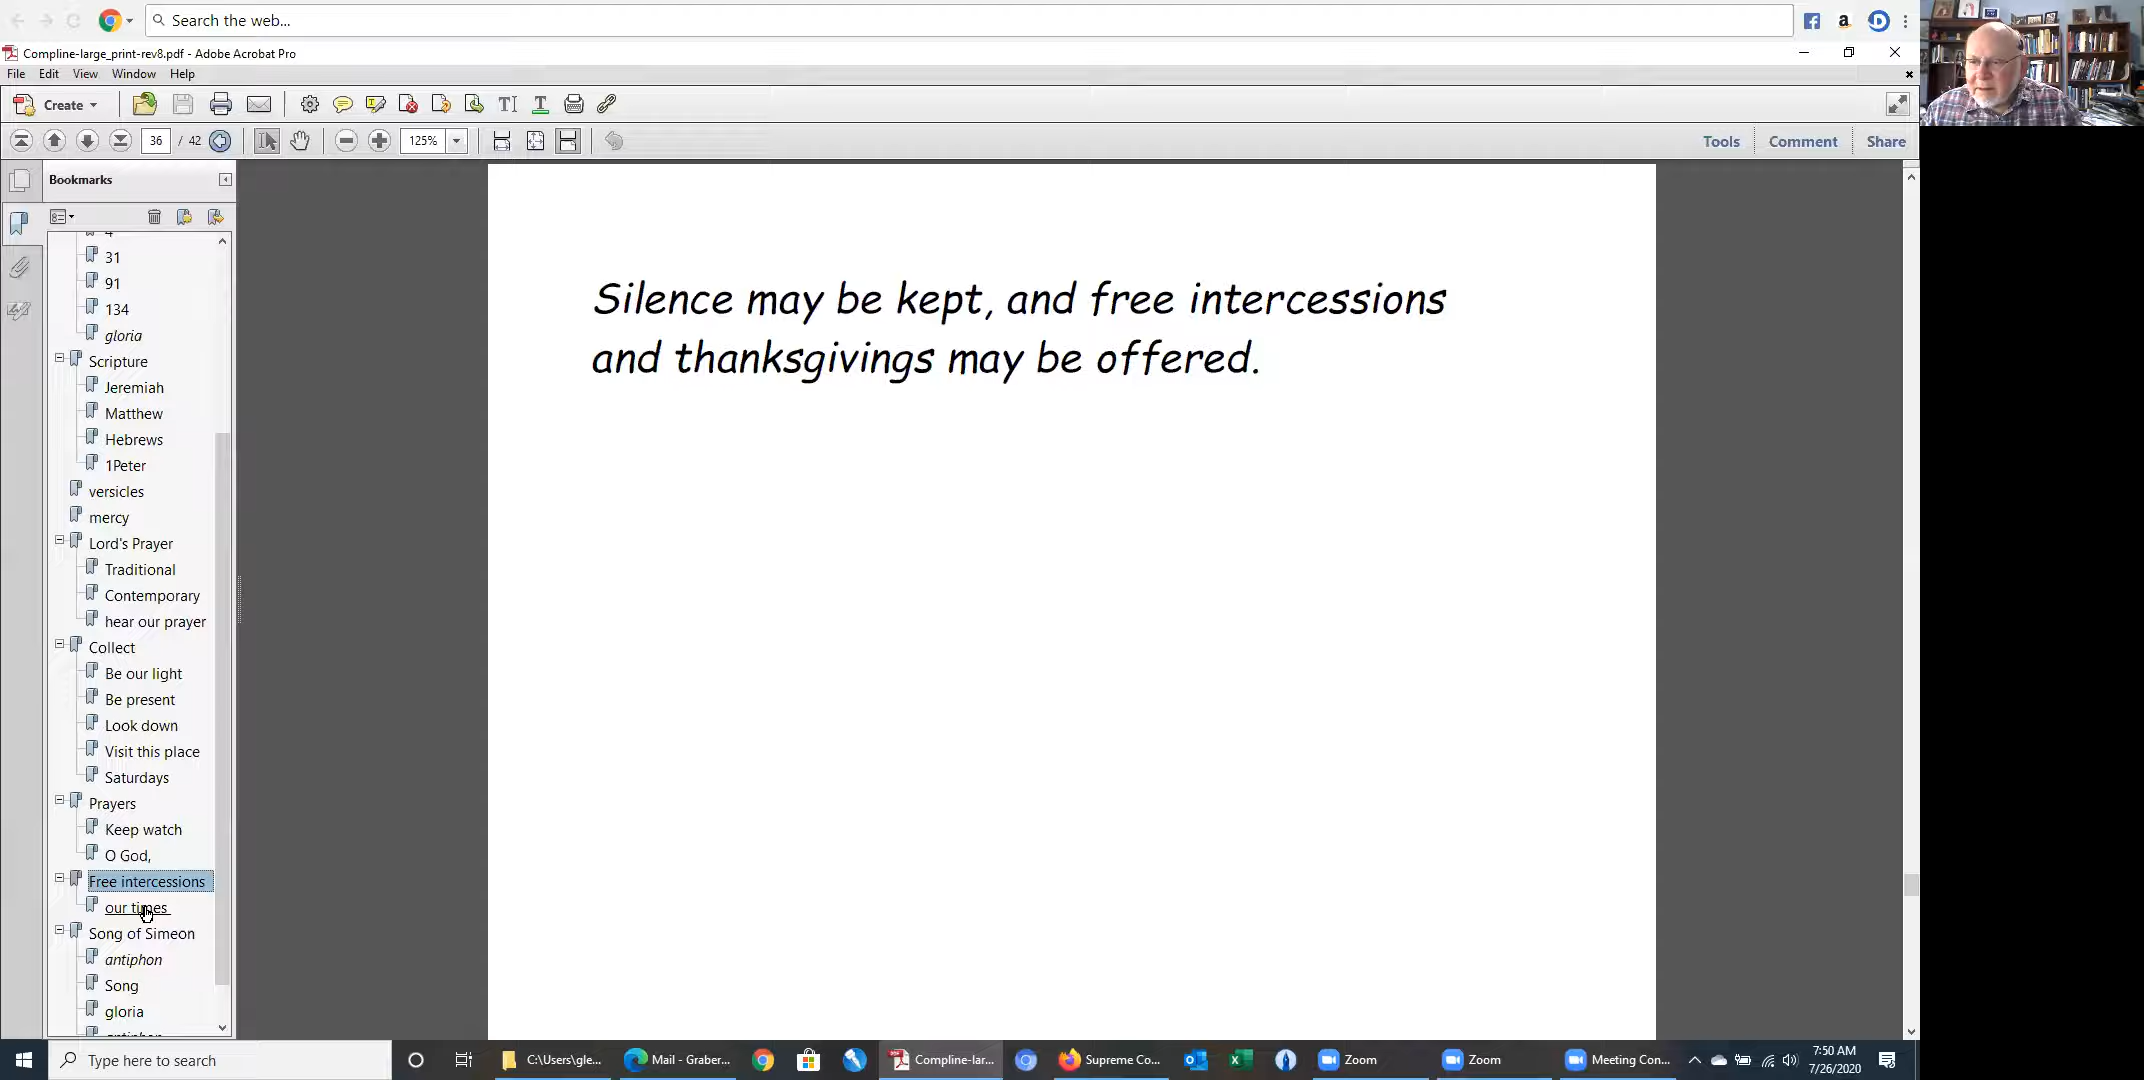 Search the web...
Compline-large_print-rev8.pdf - Adobe Acrobat Pro
File Edit View Window Help
Create
36 / 42 125% Tools Comment Share
Bookmarks
4
31
91
134
gloria
Scripture
Jeremiah
Matthew
Hebrews
1Peter
versicles
mercy
Lord's Prayer
Traditional
Contemporary
hear our prayer
Collect
Be our light
Be present
Look down
Visit this place
Saturdays
Prayers
Keep watch
O God,
Free intercessions
our times
Song of Simeon
antiphon
Song
gloria
antiphon
Silence may be kept, and free intercessions
and thanksgivings may be offered.
Type here to search C:\Users\gle... Mail - Graber... Compline-lar... Supreme Co... Zoom Zoom Meeting Con... 7:50 AM
7/26/2020